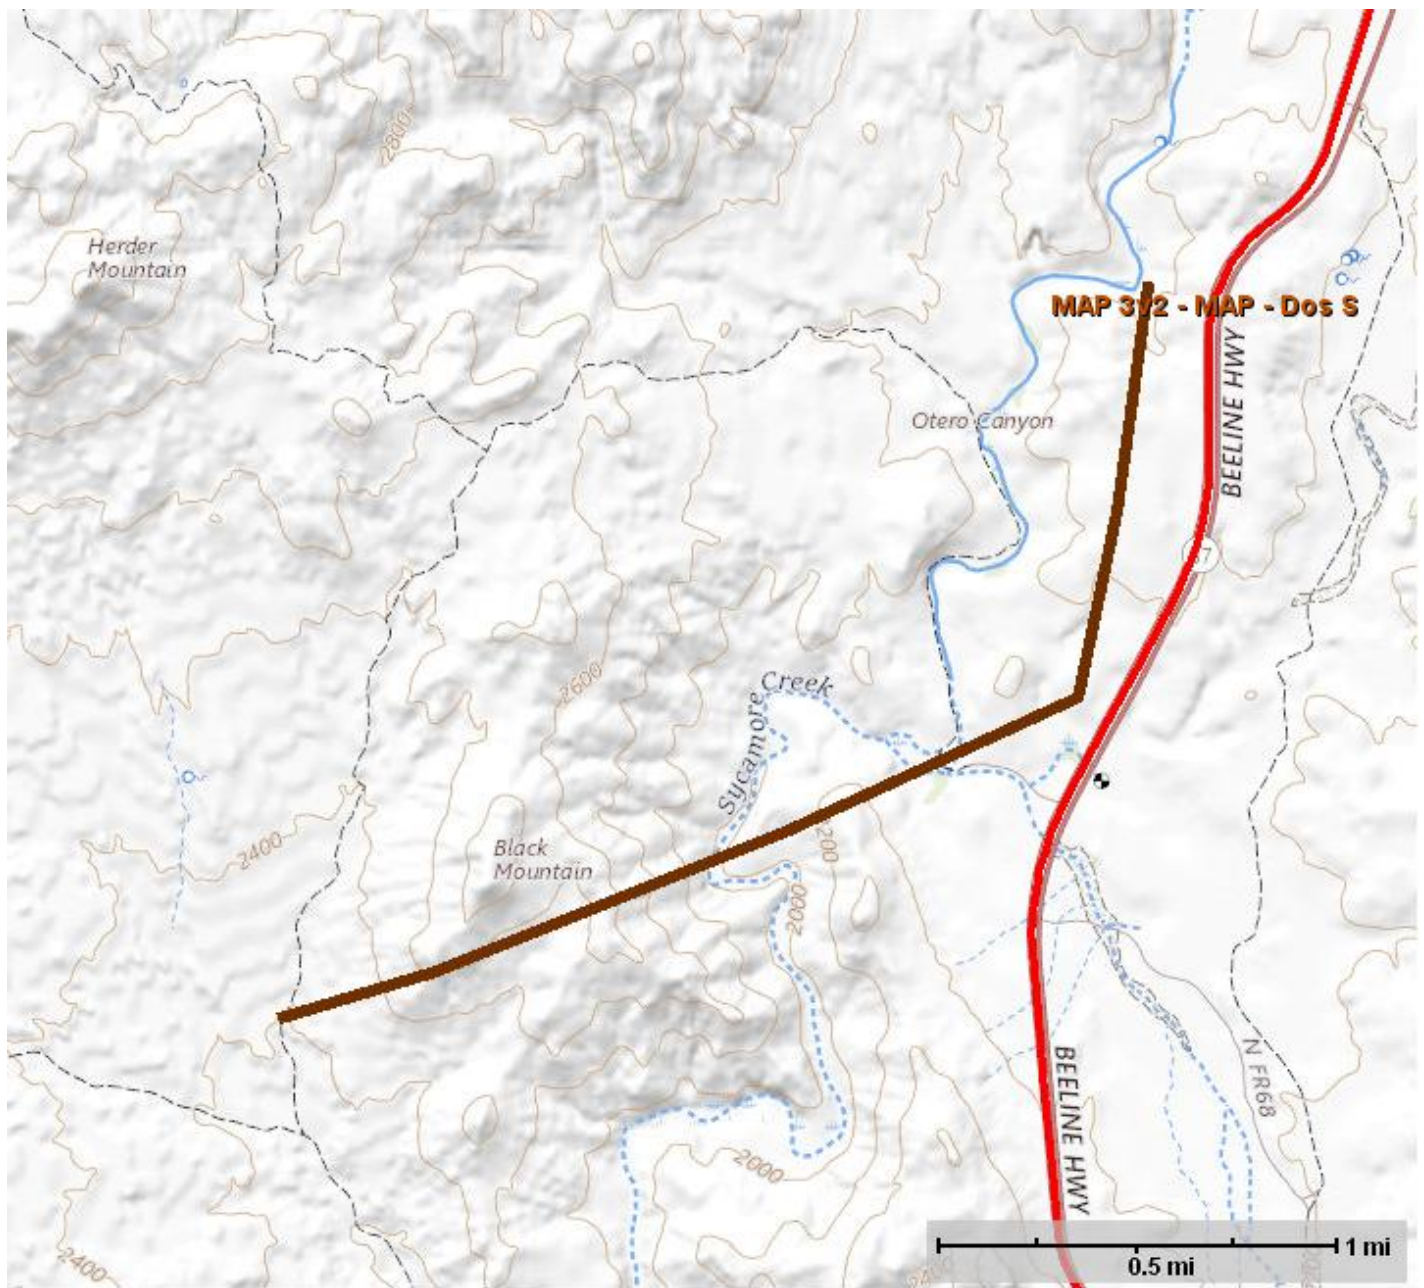 2800
Herder
Mountain
MAP 3v2 - MAP - Dos S
BEELINE HWY
Otero Canyon
2600
Sycamore Creek
2400
Black
Mountain
200
2000
N FR68
BEELINE HWY
2000
2400
1 mi
0.5 mi